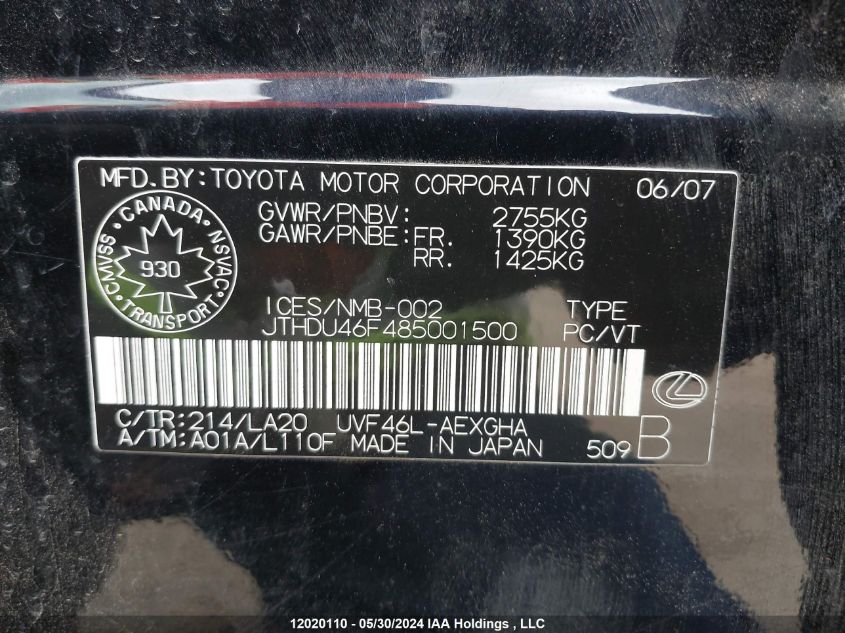 MFD.BY:TOYOTA MOTOR CORPORATION 06/07
GVWR/PNBV: 2755KG
GAWR/PNBE:FR. 1390KG
RR. 1425KG
CANADA
CMVSS 930 NSVAC
TRANSPORT
ICES/NMB-002 TYPE
JTHDU46F485001500 PC/VT
C/TR:214/LA20 UVF46L-AEXGHA
A/TM:A01A/L110F MADE IN JAPAN 509 B
12020110 - 05/30/2024 IAA Holdings , LLC